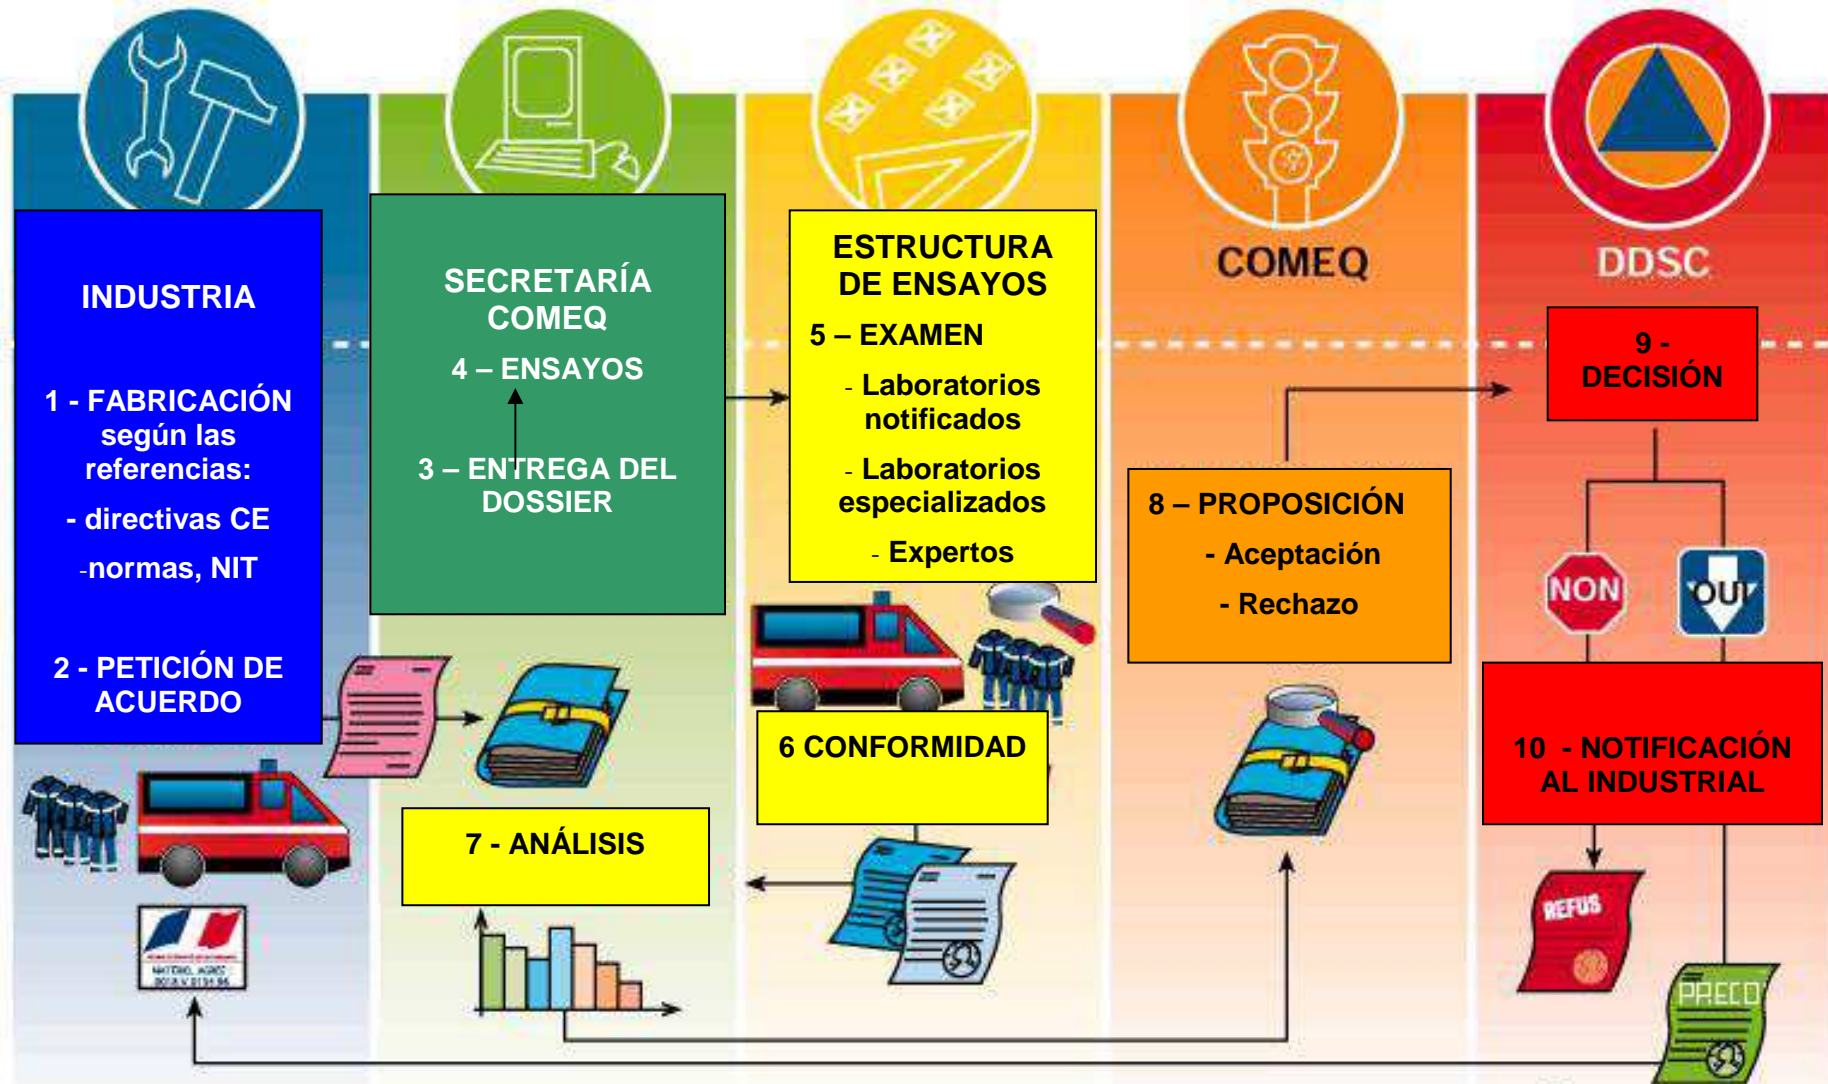 INDUSTRIA
1 - FABRICACIÓN
según las
referencias:
- directivas CE
-normas, NIT
2 - PETICIÓN DE
ACUERDO
SECRETARÍA
COMEQ
4 – ENSAYOS
3 – ENTREGA DEL
DOSSIER
7 - ANÁLISIS
ESTRUCTURA
DE ENSAYOS
5 – EXAMEN
- Laboratorios
notificados
- Laboratorios
especializados
- Expertos
6 CONFORMIDAD
COMEQ
8 – PROPOSICIÓN
- Aceptación
- Rechazo
DDSC
9 -
DECISIÓN
NON
OUI
10 - NOTIFICACIÓN
AL INDUSTRIAL
REFUS
PRECO